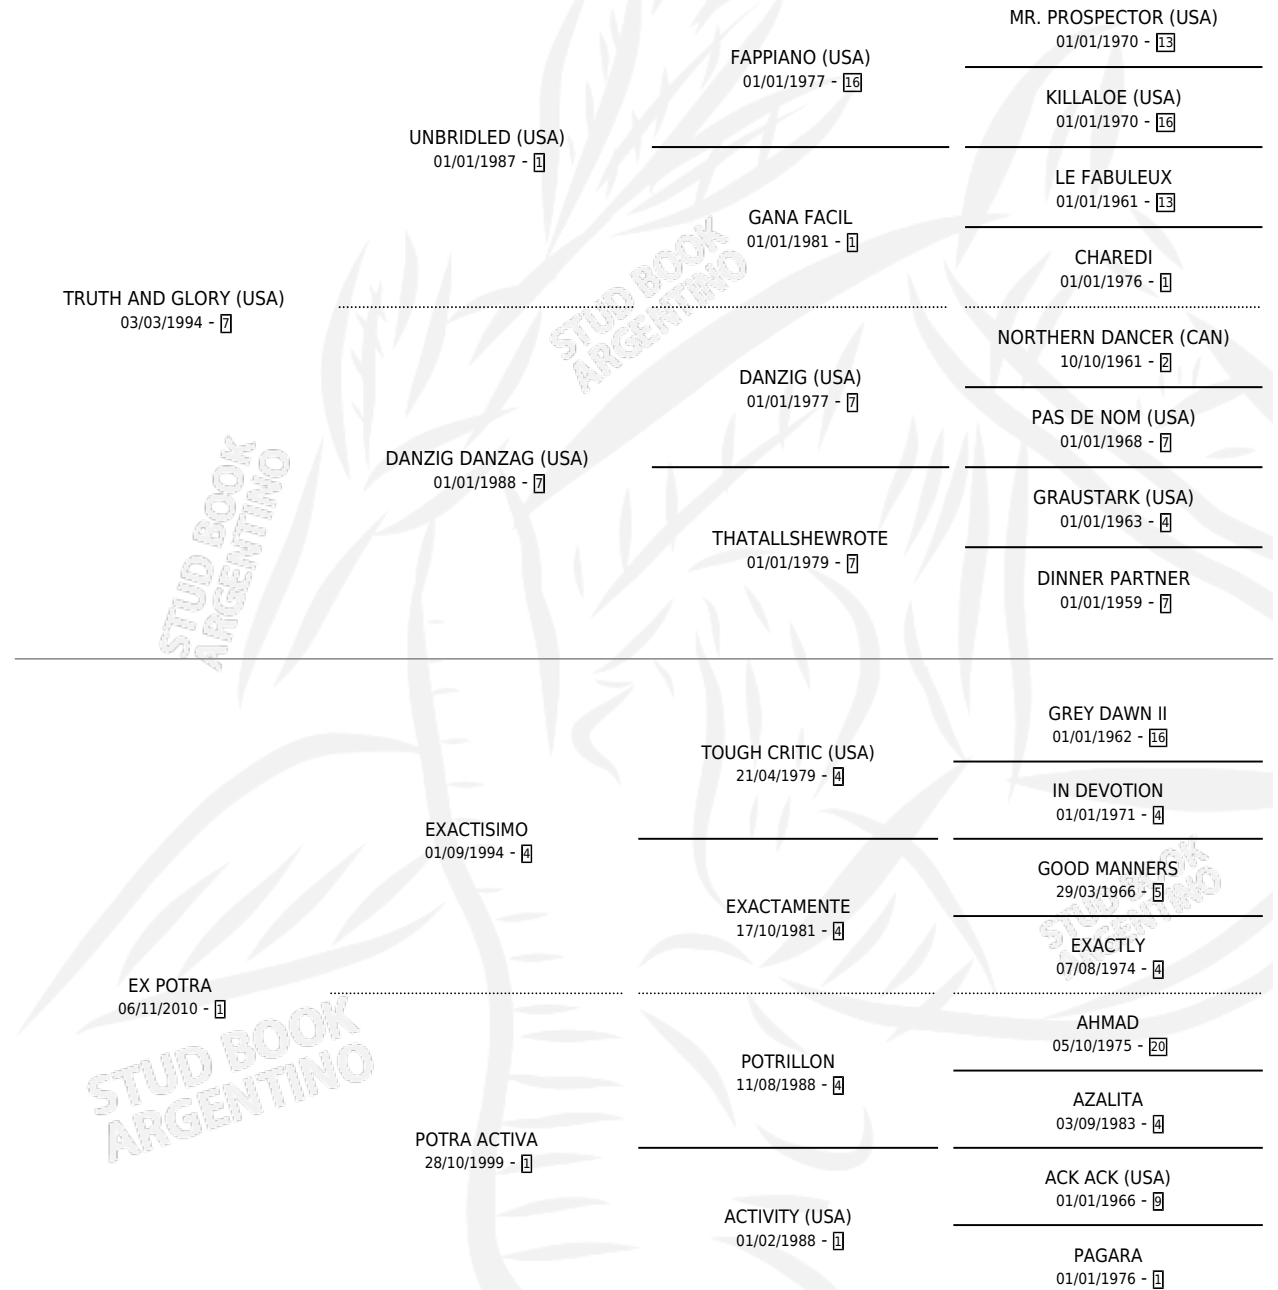 MR. PROSPECTOR (USA)
01/01/1970 - 13
FAPPIANO (USA)
01/01/1977 - 16
KILLALOE (USA)
01/01/1970 - 16
UNBRIDLED (USA)
01/01/1987 - 1
LE FABULEUX
01/01/1961 - 13
GANA FACIL
01/01/1981 - 1
CHAREDI
01/01/1976 - 1
TRUTH AND GLORY (USA)
03/03/1994 - 7
NORTHERN DANCER (CAN)
10/10/1961 - 2
DANZIG (USA)
01/01/1977 - 7
PAS DE NOM (USA)
01/01/1968 - 7
DANZIG DANZAG (USA)
01/01/1988 - 7
GRAUSTARK (USA)
01/01/1963 - 4
THATALLSHEWROTE
01/01/1979 - 7
DINNER PARTNER
01/01/1959 - 7
GREY DAWN II
01/01/1962 - 16
TOUGH CRITIC (USA)
21/04/1979 - 4
IN DEVOTION
01/01/1971 - 4
EXACTISIMO
01/09/1994 - 4
GOOD MANNERS
29/03/1966 - 5
EXACTAMENTE
17/10/1981 - 4
EXACTLY
07/08/1974 - 4
EX POTRA
06/11/2010 - 1
AHMAD
05/10/1975 - 20
POTRILLON
11/08/1988 - 4
AZALITA
03/09/1983 - 4
POTRA ACTIVA
28/10/1999 - 1
ACK ACK (USA)
01/01/1966 - 9
ACTIVITY (USA)
01/02/1988 - 1
PAGARA
01/01/1976 - 1
STUD BOOK
ARGENTINO
STUD BOOK
ARGENTINO
STUD BOOK
ARGENTINO
STUD BOOK
ARGENTINO